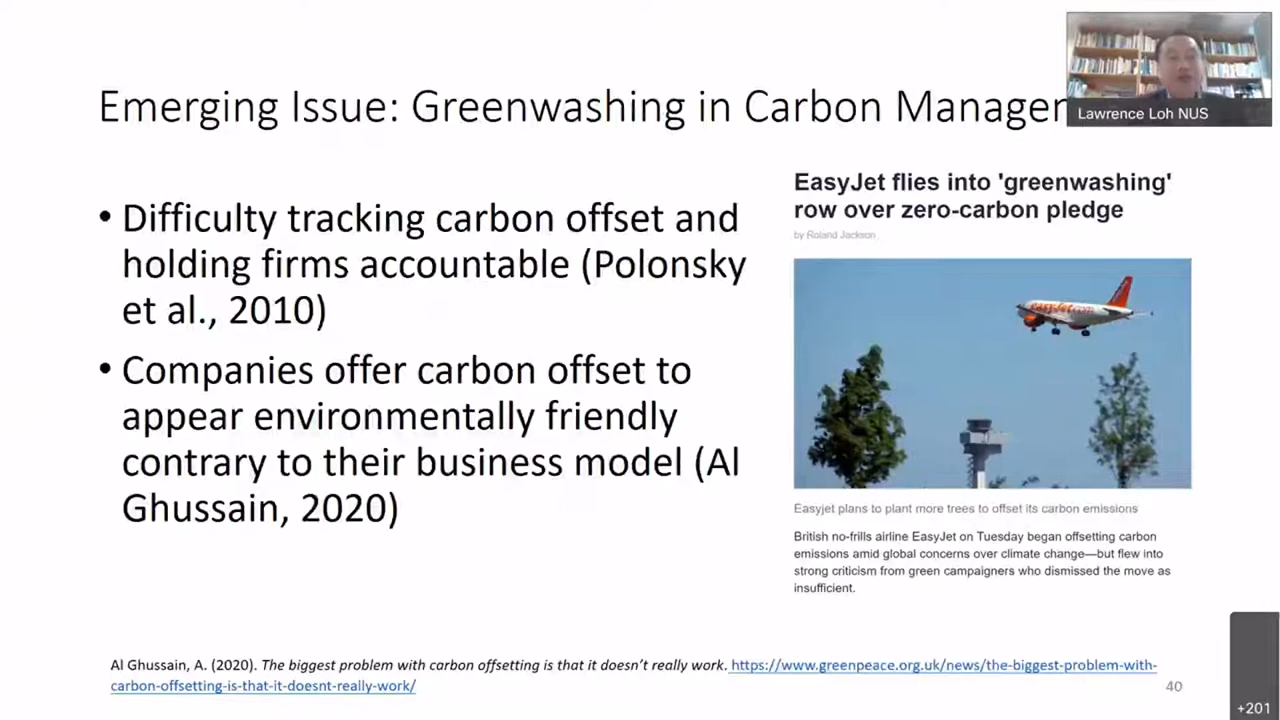 Emerging Issue: Greenwashing in Carbon Manage
Lawrence Loh NUS
• Difficulty tracking carbon offset and
holding firms accountable (Polonsky
et al., 2010)
• Companies offer carbon offset to
appear environmentally friendly
contrary to their business model (Al
Ghussain, 2020)
EasyJet flies into 'greenwashing'
row over zero-carbon pledge
by Roland Jackson
easyJet.com
Easyjet plans to plant more trees to offset its carbon emissions
British no-frills airline EasyJet on Tuesday began offsetting carbon
emissions amid global concerns over climate change—but flew into
strong criticism from green campaigners who dismissed the move as
insufficient.
Al Ghussain, A. (2020). The biggest problem with carbon offsetting is that it doesn't really work. https://www.greenpeace.org.uk/news/the-biggest-problem-with-
carbon-offsetting-is-that-it-doesnt-really-work/
40
+201